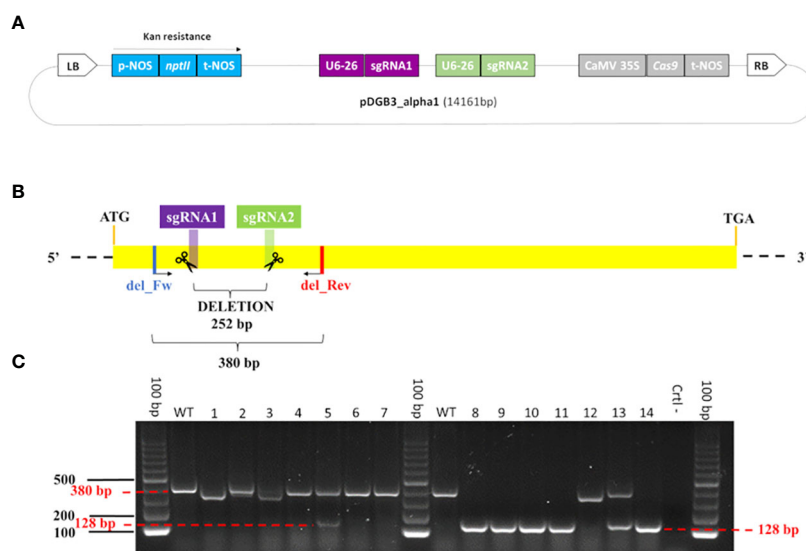 A
Kan resistance
LB
p-NOS nptII t-NOS
U6-26 sgRNA1
U6-26 sgRNA2
CaMV 35S Cas9 t-NOS
RB
pDGB3_alpha1 (14161bp)
B
sgRNA1
sgRNA2
ATG
TGA
5'
3'
del_Fw
del_Rev
DELETION
252 bp
380 bp
C
100 bp WT 1 2 3 4 5 6 7 100 bp WT 8 9 10 11 12 13 14 Crtl - 100 bp
500
380 bp
200
128 bp
128 bp
100